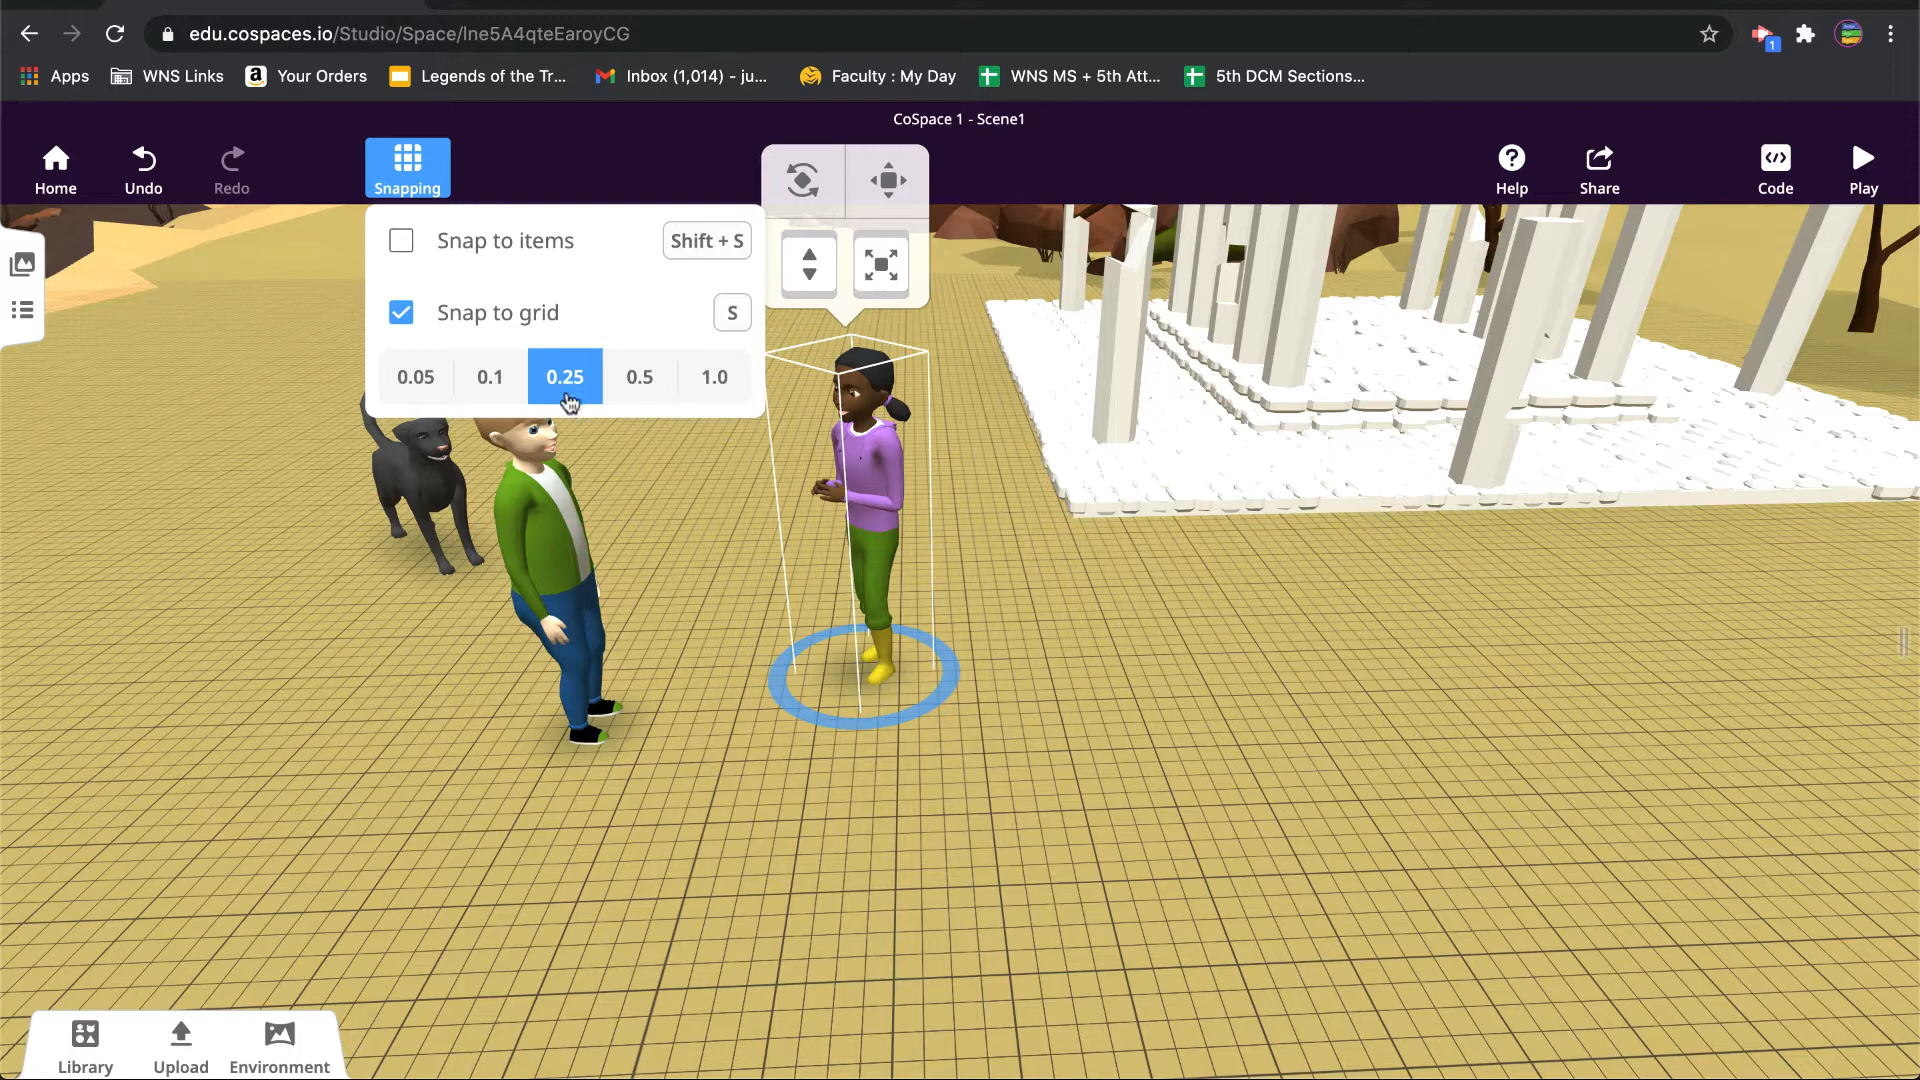 edu.cospaces.io/Studio/Space/lne5A4qteEaroyCG
1
Apps WNS Links Your Orders Legends of the Tr... Inbox (1,014) - ju... Faculty : My Day WNS MS + 5th Att... 5th DCM Sections...
CoSpace 1 - Scene1
Home Undo Redo Snapping Help Share Code Play
Snap to items Shift + S
Snap to grid S
0.05 0.1 0.25 0.5 1.0
Library Upload Environment